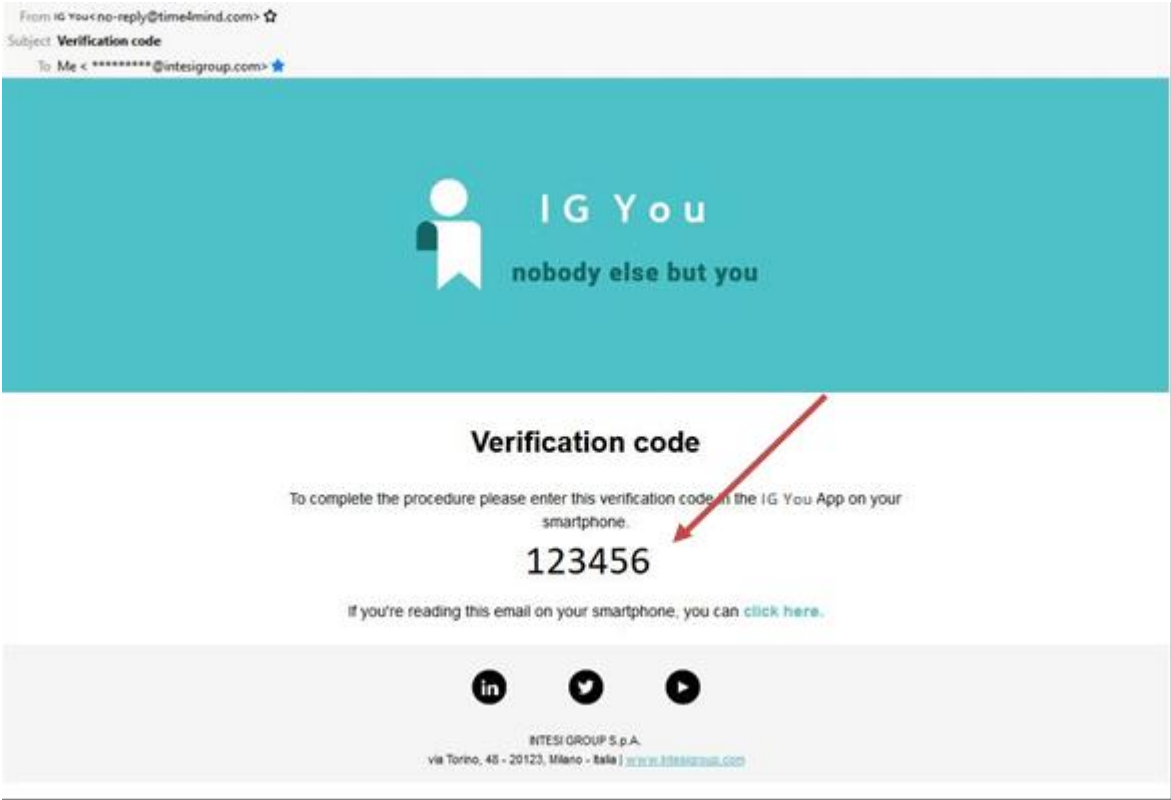 From IG You<no-reply@time4mind.com>
Subject Verification code
To Me < *********@intesigroup.com>
IG You
nobody else but you
Verification code
To complete the procedure please enter this verification code in the IG You App on your
smartphone.
123456
If you're reading this email on your smartphone, you can click here.
in
INTESI GROUP S.p.A.
via Torino, 48 - 20123, Milano - Italia | www.intesigroup.com